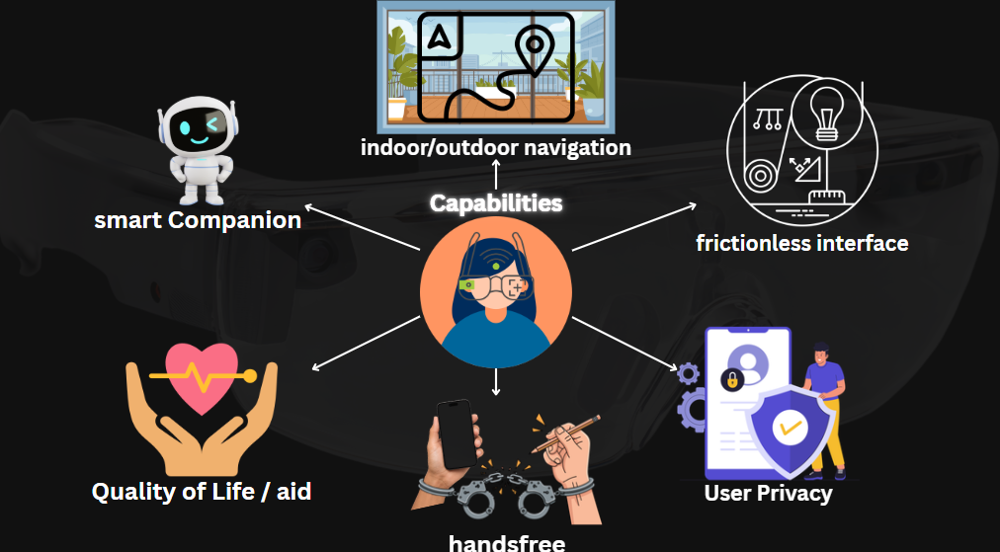 indoor/outdoor navigation
Capabilities
smart Companion
frictionless interface
Quality of Life / aid
User Privacy
handsfree